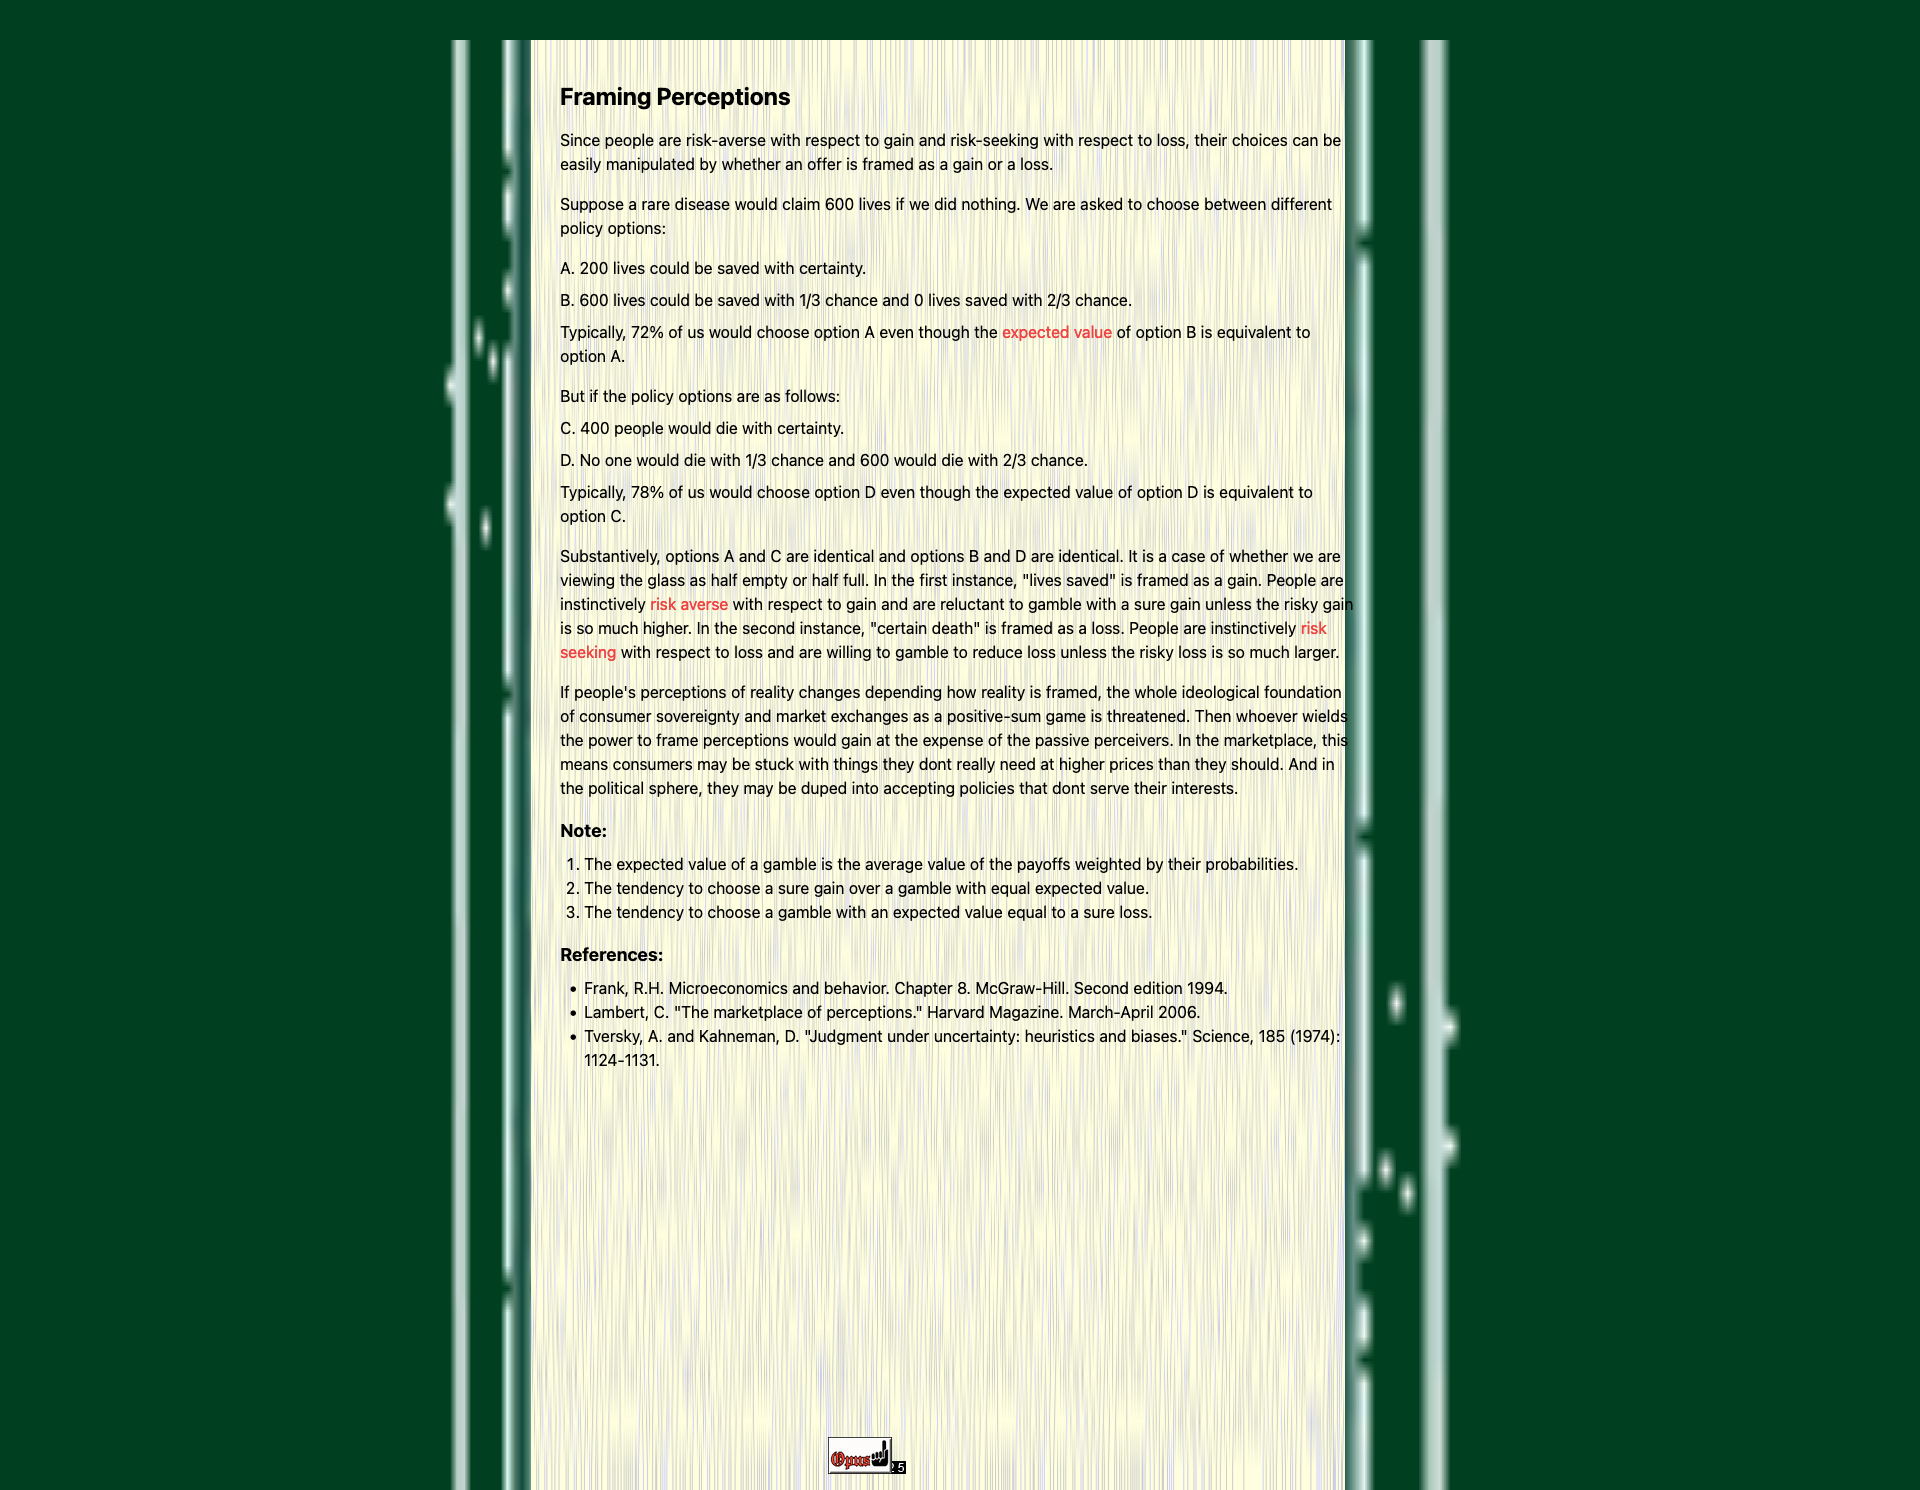 Framing Perceptions
Since people are risk-averse with respect to gain and risk-seeking with respect to loss, their choices can be
easily manipulated by whether an offer is framed as a gain or a loss.
Suppose a rare disease would claim 600 lives if we did nothing. We are asked to choose between different
policy options:
A. 200 lives could be saved with certainty.
B. 600 lives could be saved with 1/3 chance and 0 lives saved with 2/3 chance.
Typically, 72% of us would choose option A even though the expected value of option B is equivalent to
option A.
But if the policy options are as follows:
C. 400 people would die with certainty.
D. No one would die with 1/3 chance and 600 would die with 2/3 chance.
Typically, 78% of us would choose option D even though the expected value of option D is equivalent to
option C.
Substantively, options A and C are identical and options B and D are identical. It is a case of whether we are
viewing the glass as half empty or half full. In the first instance, "lives saved" is framed as a gain. People are
instinctively risk averse with respect to gain and are reluctant to gamble with a sure gain unless the risky gain
is so much higher. In the second instance, "certain death" is framed as a loss. People are instinctively risk
seeking with respect to loss and are willing to gamble to reduce loss unless the risky loss is so much larger.
If people's perceptions of reality changes depending how reality is framed, the whole ideological foundation
of consumer sovereignty and market exchanges as a positive-sum game is threatened. Then whoever wields
the power to frame perceptions would gain at the expense of the passive perceivers. In the marketplace, this
means consumers may be stuck with things they dont really need at higher prices than they should. And in
the political sphere, they may be duped into accepting policies that dont serve their interests.
Note:
1. The expected value of a gamble is the average value of the payoffs weighted by their probabilities.
2. The tendency to choose a sure gain over a gamble with equal expected value.
3. The tendency to choose a gamble with an expected value equal to a sure loss.
References:
• Frank, R.H. Microeconomics and behavior. Chapter 8. McGraw-Hill. Second edition 1994.
• Lambert, C. "The marketplace of perceptions." Harvard Magazine. March-April 2006.
• Tversky, A. and Kahneman, D. "Judgment under uncertainty: heuristics and biases." Science, 185 (1974):
1124-1131.
Opus
5